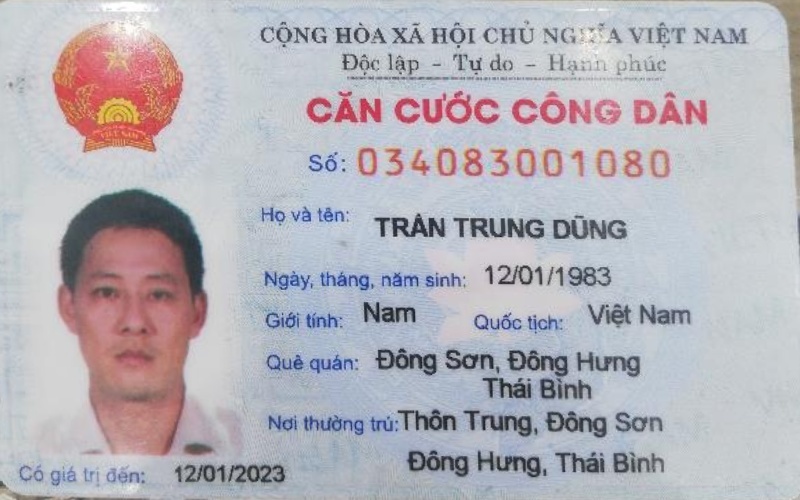 CỘNG HÒA XÃ HỘI CHỦ NGHĨA VIỆT NAM
Độc lập - Tự do - Hạnh phúc
CĂN CƯỚC CÔNG DÂN
Số: 034083001080
Họ và tên: TRẦN TRUNG DŨNG
Ngày, tháng, năm sinh: 12/01/1983
Giới tính: Nam Quốc tịch: Việt Nam
Quê quán: Đông Sơn, Đông Hưng
Thái Bình
Nơi thường trú: Thôn Trung, Đông Sơn
Đông Hưng, Thái Bình
Có giá trị đến: 12/01/2023